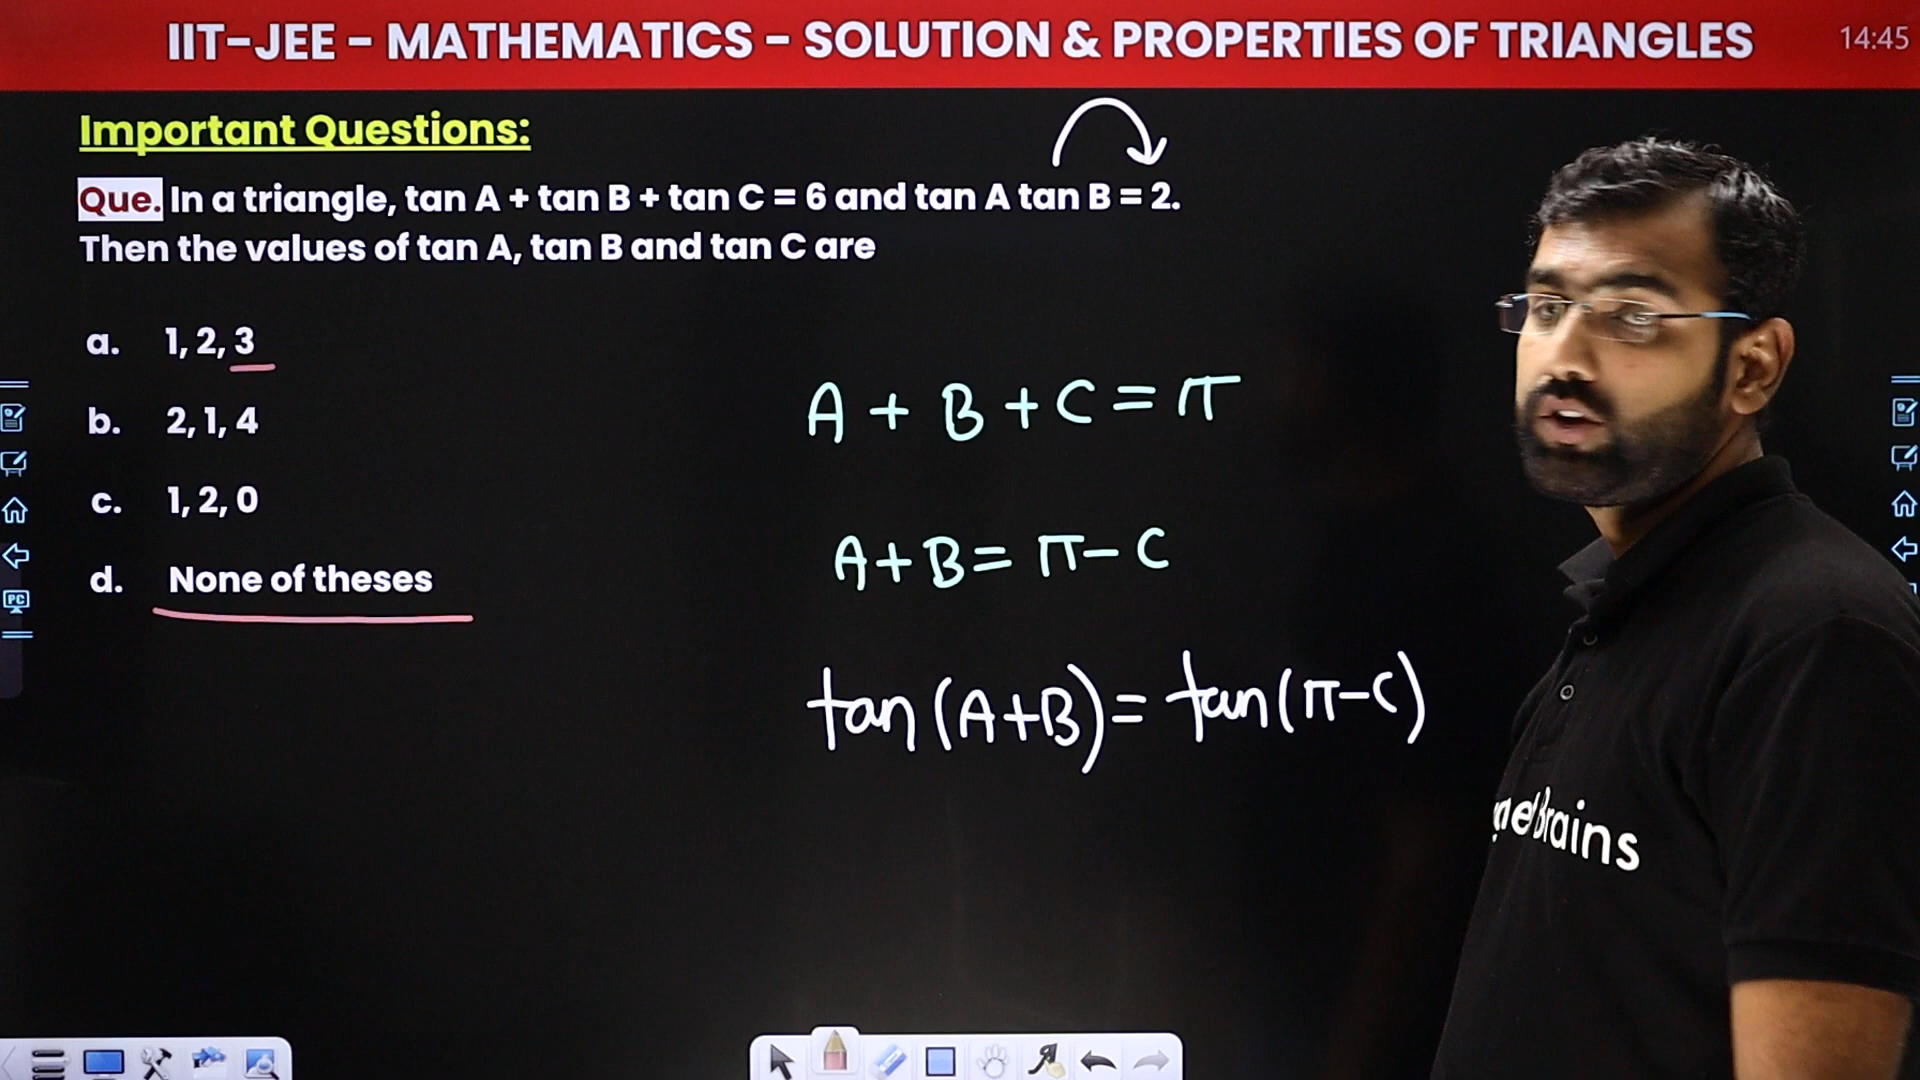 IIT-JEE - MATHEMATICS - SOLUTION & PROPERTIES OF TRIANGLES
14:45
Important Questions:
Que. In a triangle, tan A + tan B + tan C = 6 and tan A tan B = 2.
Then the values of tan A, tan B and tan C are
a. 1, 2, 3
b. 2, 1, 4
c. 1, 2, 0
d. None of theses
A + B + C = π
A + B = π - C
tan (A+B) = tan (π-C)
Brains
PC